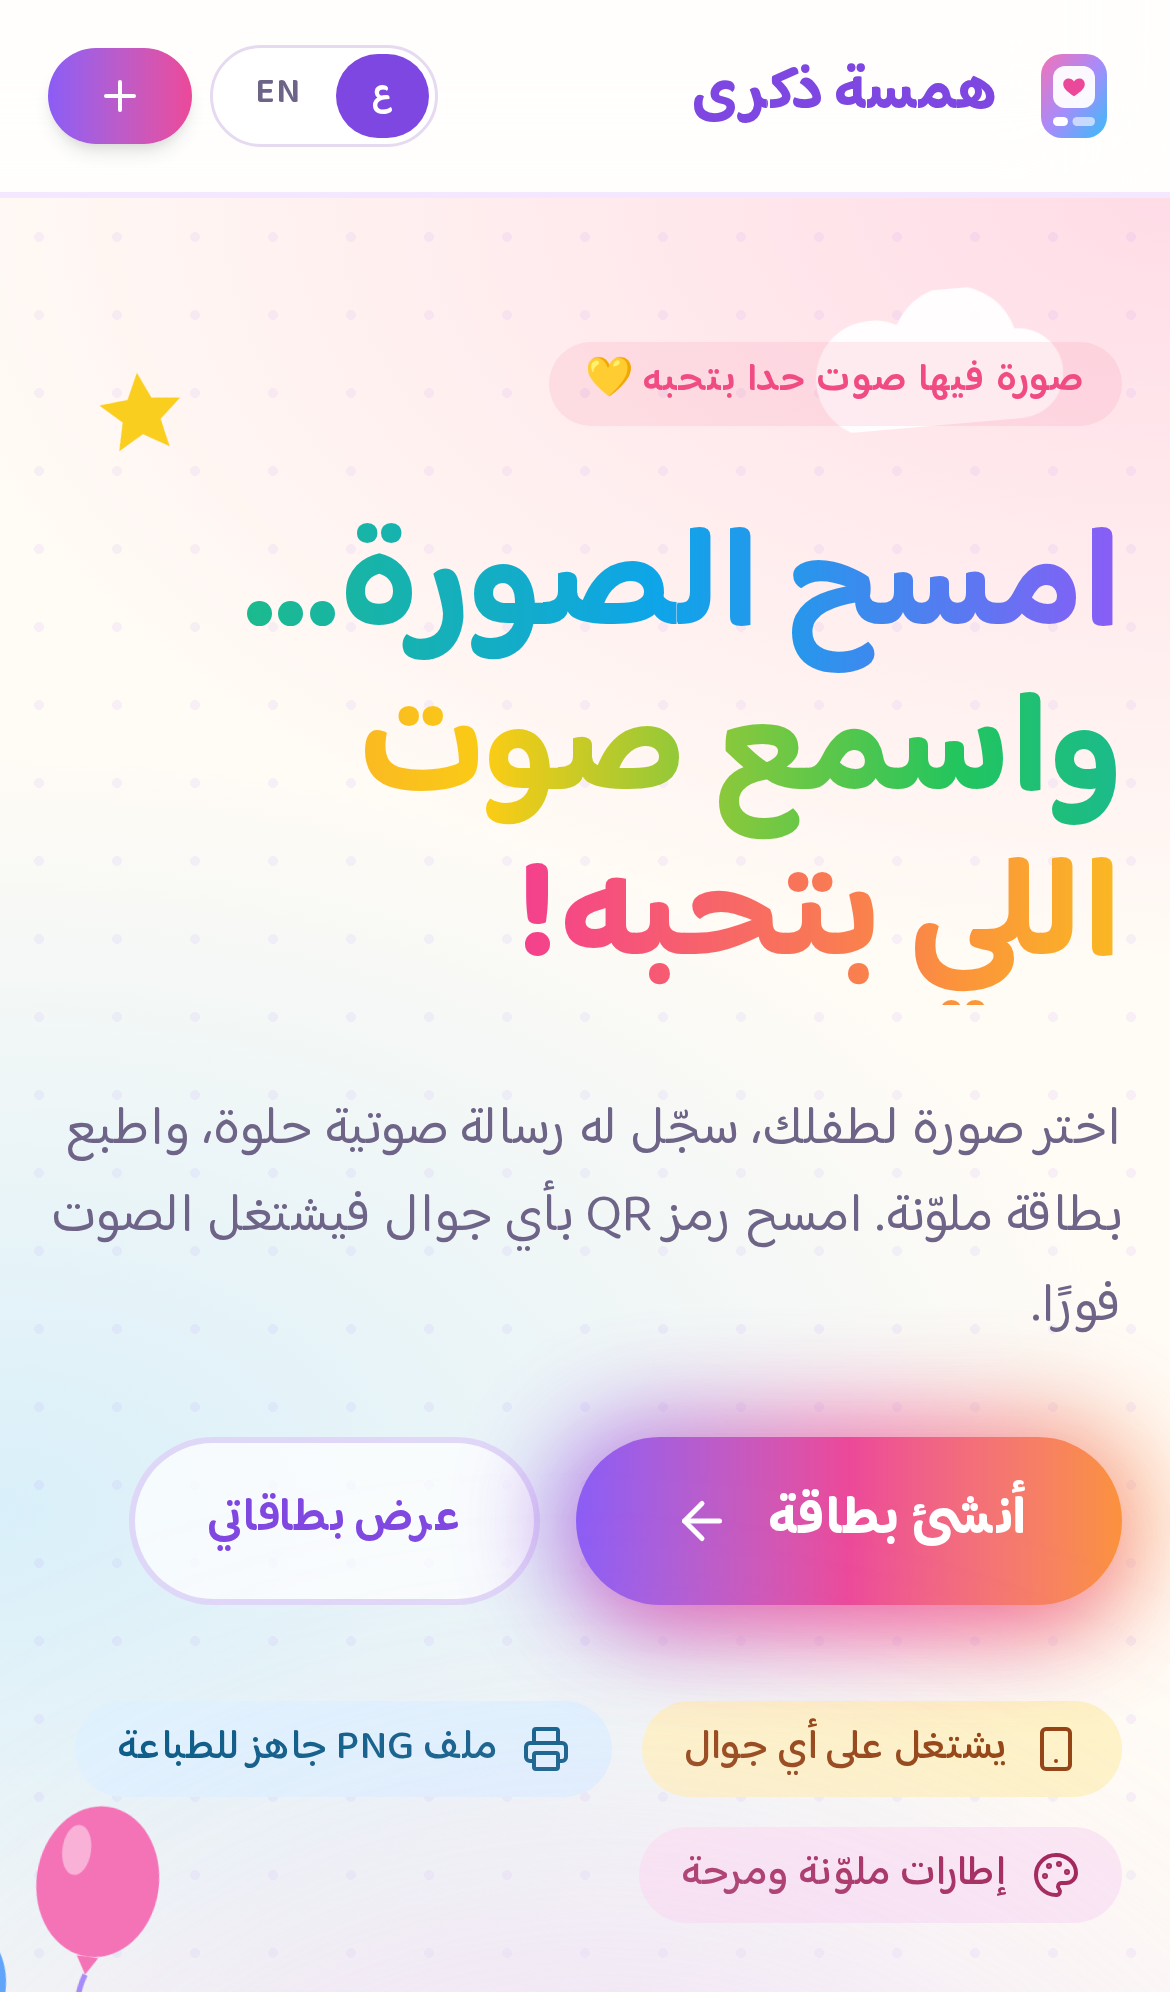 همسة ذكرى
ع
EN
صورة فيها صوت حدا بتحبه 💛
امسح الصورة...
واسمع صوت
اللي بتحبه!
اختر صورة لطفلك، سجّل له رسالة صوتية حلوة، واطبع
بطاقة ملوّنة. امسح رمز QR بأي جوال فيشتغل الصوت
فورًا.
أنشئ بطاقة
عرض بطاقاتي
يشتغل على أي جوال
ملف PNG جاهز للطباعة
إطارات ملوّنة ومرحة